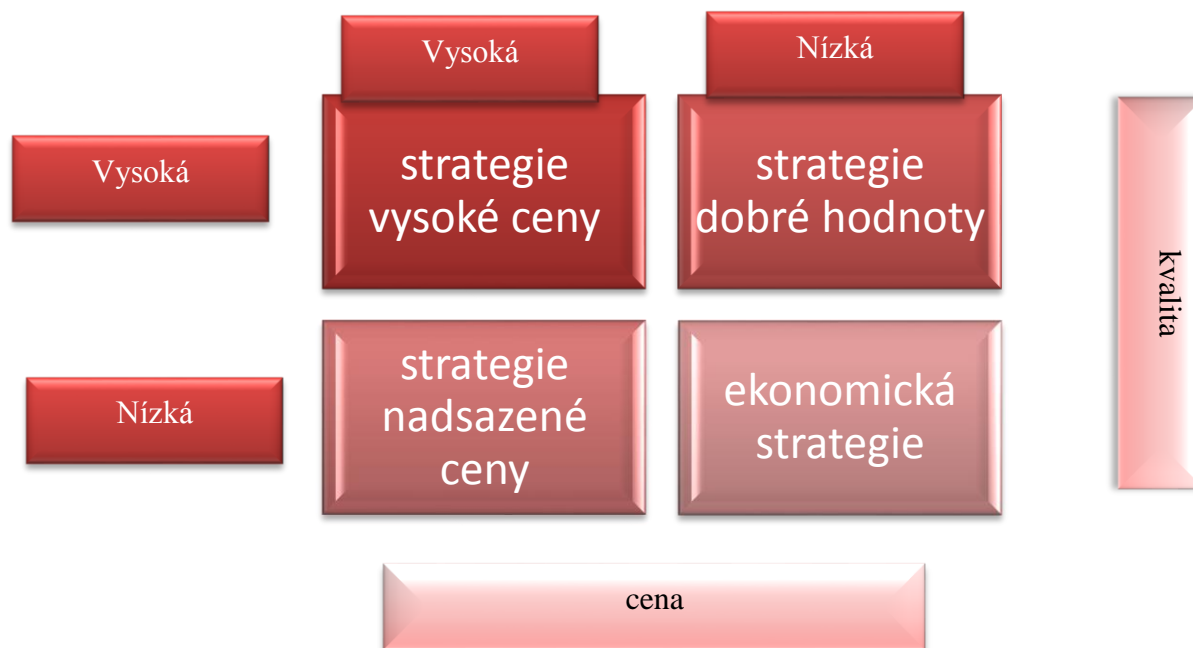 Vysoká
Nízká
Vysoká
strategie
vysoké ceny
strategie
dobré hodnoty
kvalita
Nízká
strategie
nadsazené
ceny
ekonomická
strategie
cena